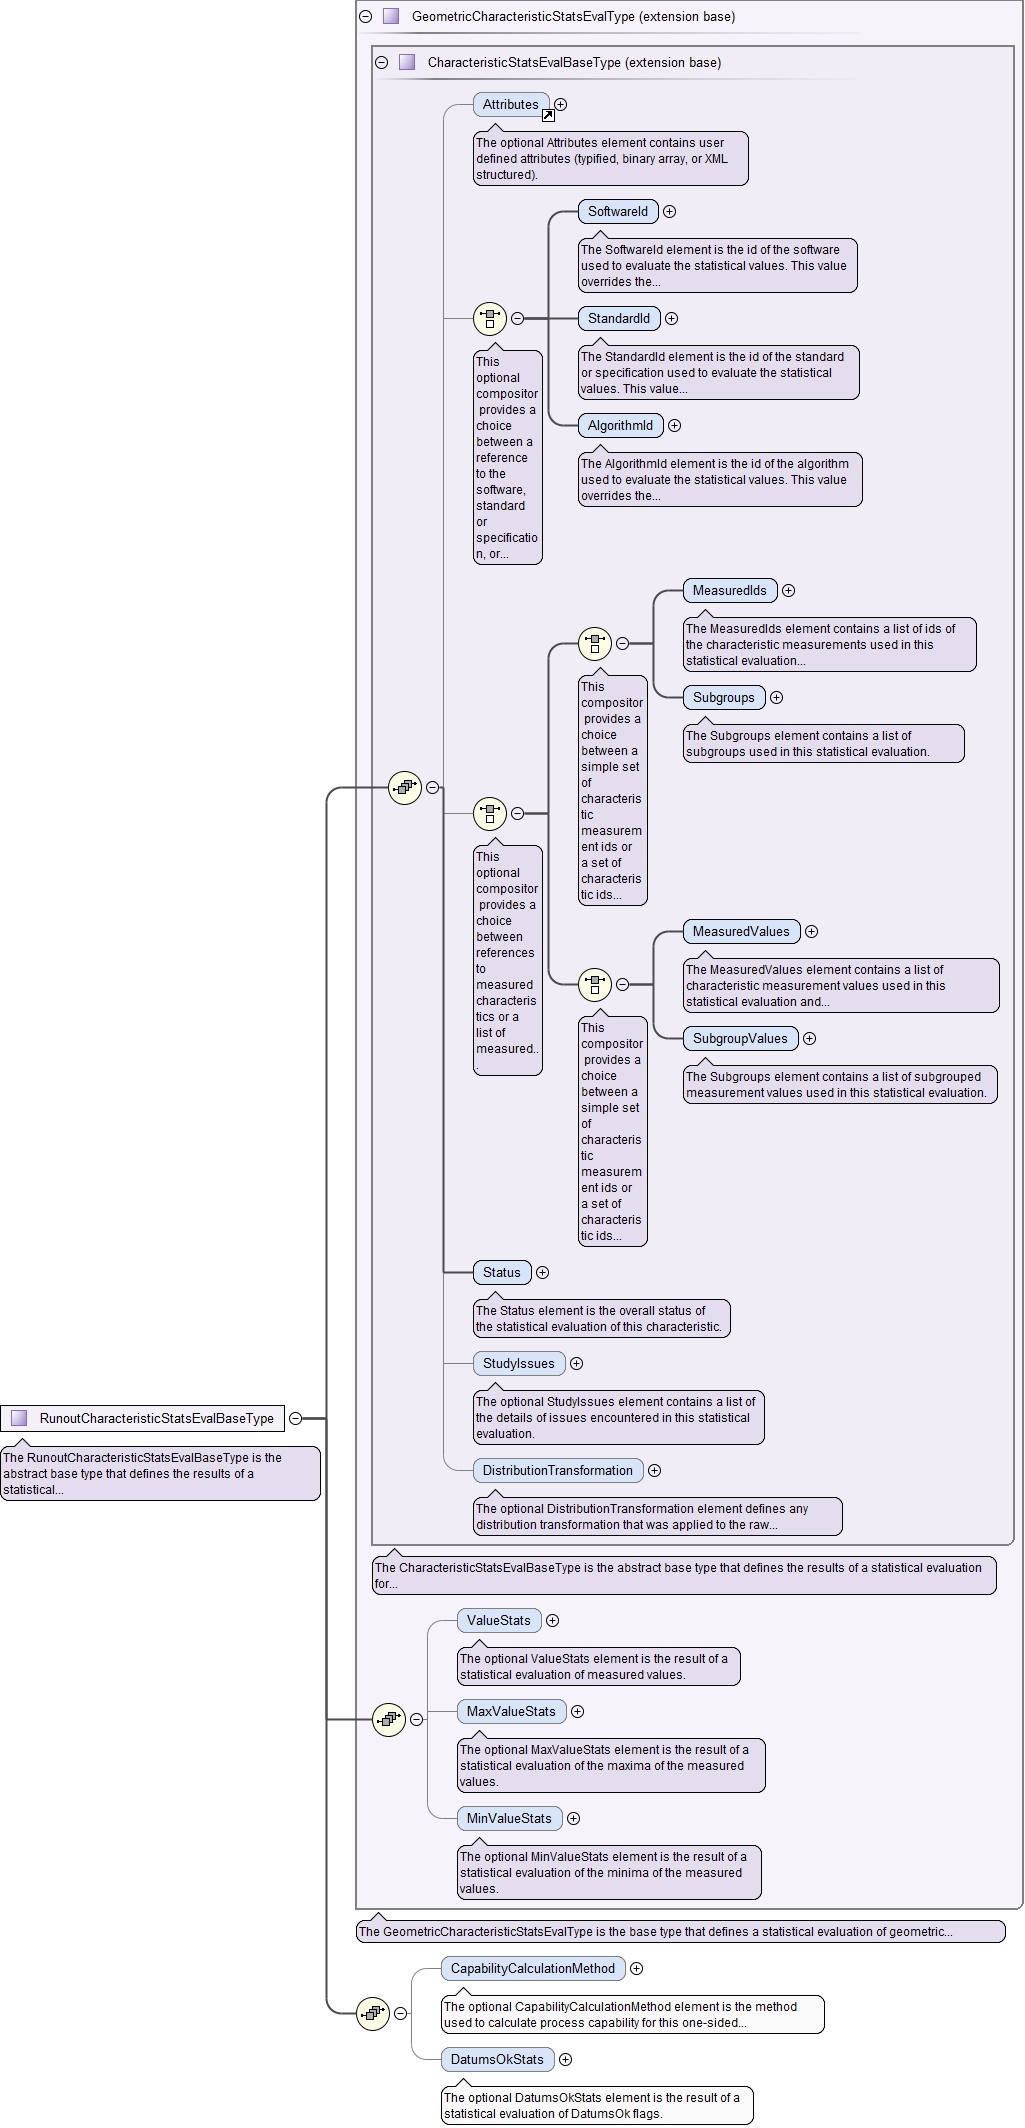 GeometricCharacteristicStatsEvalType (extension base)
CharacteristicStatsEvalBaseType (extension base)
Attributes
The optional Attributes element contains user
defined attributes (typified, binary array, or XML
structured).
SoftwareId
The SoftwareId element is the id of the software
used to evaluate the statistical values. This value
overrides the...
StandardId
The StandardId element is the id of the standard
or specification used to evaluate the statistical
values. This value...
AlgorithmId
The AlgorithmId element is the id of the algorithm
used to evaluate the statistical values. This value
overrides the...
This
optional
compositor
provides a
choice
between a
reference
to the
software,
standard
or
specificatio
n, or...
MeasuredIds
The MeasuredIds element contains a list of ids of
the characteristic measurements used in this
statistical evaluation...
Subgroups
The Subgroups element contains a list of
subgroups used in this statistical evaluation.
This
compositor
provides a
choice
between a
simple set
of
characteris
tic
measurem
ent ids or
a set of
characteris
tic ids...
This
optional
compositor
provides a
choice
between
references
to
measured
characteris
tics or a
list of
measured..
.
MeasuredValues
The MeasuredValues element contains a list of
characteristic measurement values used in this
statistical evaluation and...
SubgroupValues
The Subgroups element contains a list of subgrouped
measurement values used in this statistical evaluation.
This
compositor
provides a
choice
between a
simple set
of
characteris
tic
measurem
ent ids or
a set of
characteris
tic ids...
Status
The Status element is the overall status of
the statistical evaluation of this characteristic.
StudyIssues
The optional StudyIssues element contains a list of
the details of issues encountered in this statistical
evaluation.
RunoutCharacteristicStatsEvalBaseType
The RunoutCharacteristicStatsEvalBaseType is the
abstract base type that defines the results of a
statistical...
DistributionTransformation
The optional DistributionTransformation element defines any
distribution transformation that was applied to the raw...
The CharacteristicStatsEvalBaseType is the abstract base type that defines the results of a statistical evaluation
for...
ValueStats
The optional ValueStats element is the result of a
statistical evaluation of measured values.
MaxValueStats
The optional MaxValueStats element is the result of a
statistical evaluation of the maxima of the measured
values.
MinValueStats
The optional MinValueStats element is the result of a
statistical evaluation of the minima of the measured
values.
The GeometricCharacteristicStatsEvalType is the base type that defines a statistical evaluation of geometric...
CapabilityCalculationMethod
The optional CapabilityCalculationMethod element is the method
used to calculate process capability for this one-sided...
DatumsOkStats
The optional DatumsOkStats element is the result of a
statistical evaluation of DatumsOk flags.